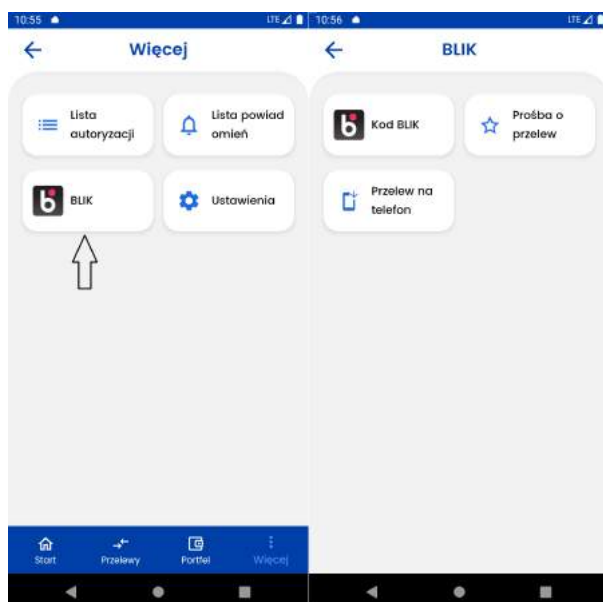 10:55
LTE
Więcej
Lista
autoryzacji
Lista powiad
omień
BLIK
Ustawienia
Start
Przelewy
Portfel
Więcej
10:56
LTE
BLIK
Kod BLIK
Prośba o
przelew
Przelew na
telefon